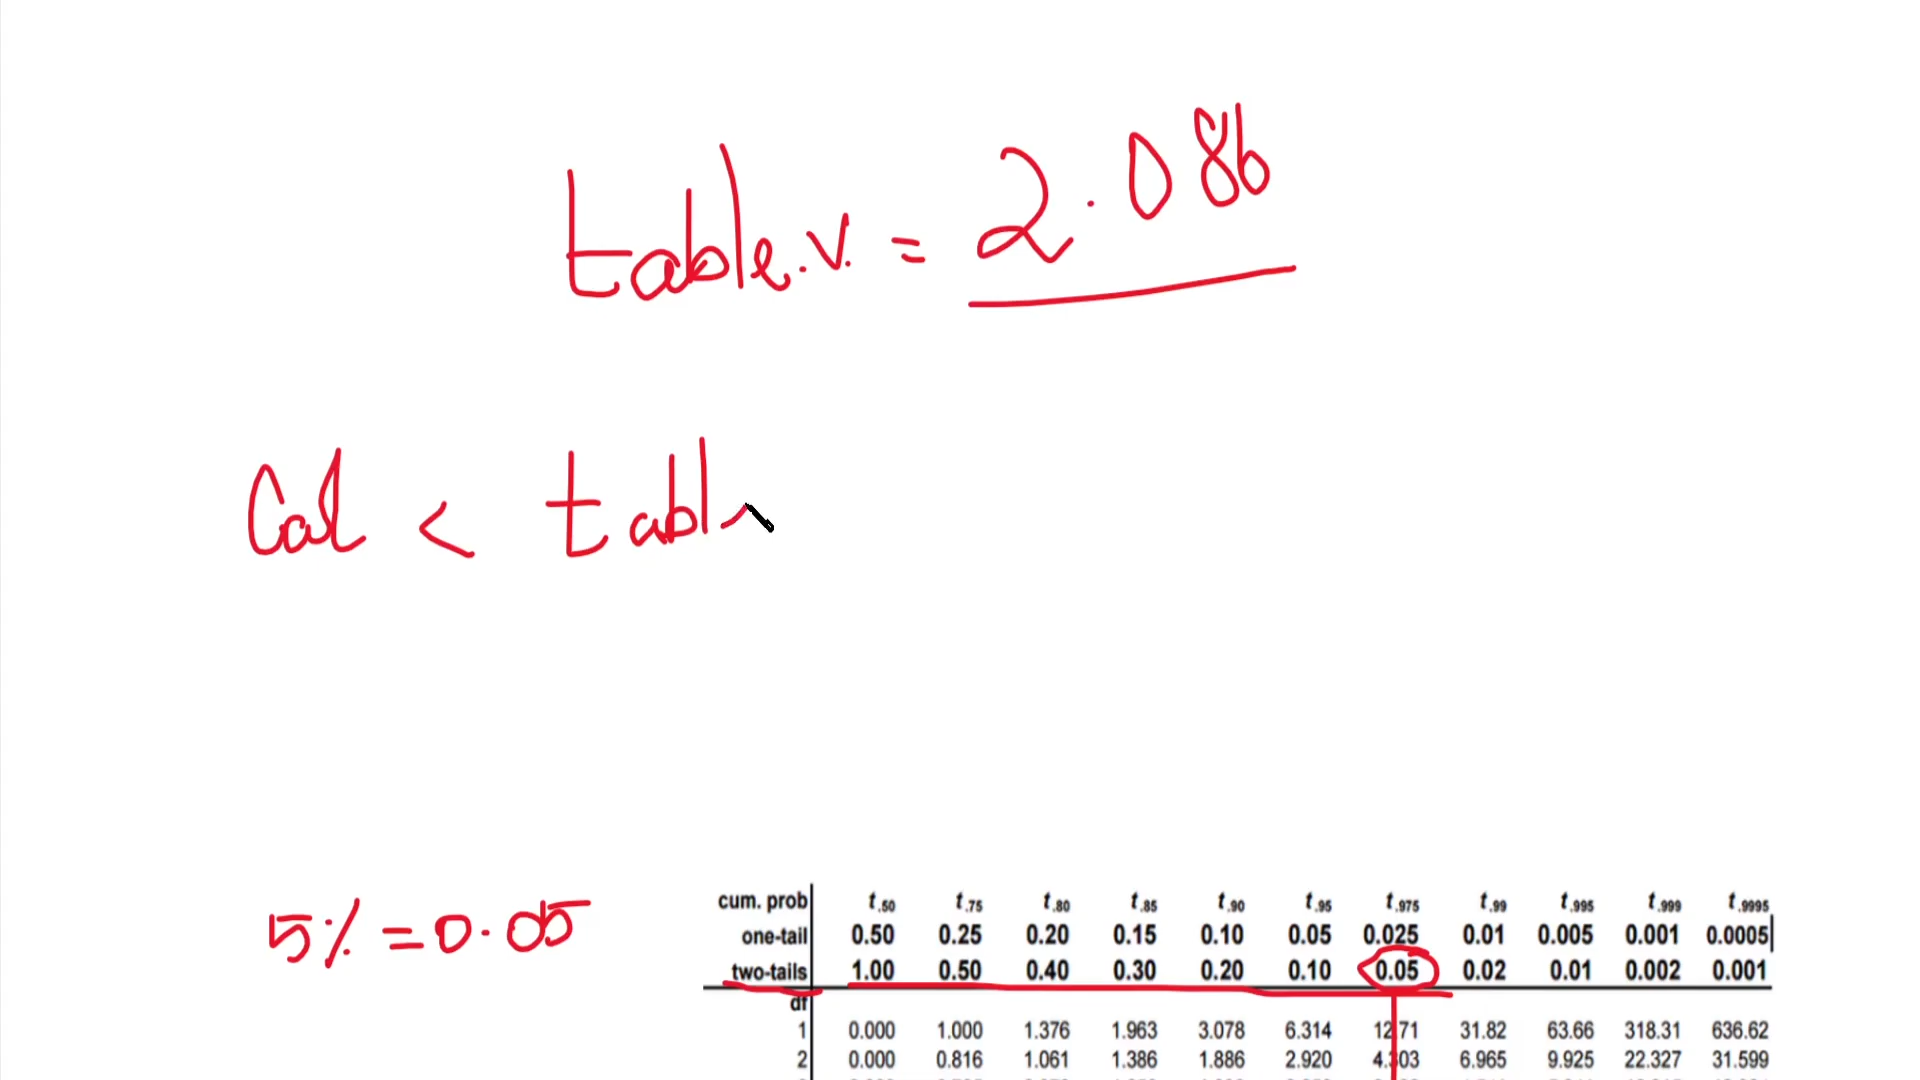 table.v. = 2.086
Cal < tabl
5% = 0.05
cum. prob t.50 t.75 t.80 t.85 t.90 t.95 t.975 t.99 t.995 t.999 t.9995
one-tail 0.50 0.25 0.20 0.15 0.10 0.05 0.025 0.01 0.005 0.001 0.0005
two-tails 1.00 0.50 0.40 0.30 0.20 0.10 0.05 0.02 0.01 0.002 0.001
df
1 0.000 1.000 1.376 1.963 3.078 6.314 12.71 31.82 63.66 318.31 636.62
2 0.000 0.816 1.061 1.386 1.886 2.920 4.303 6.965 9.925 22.327 31.599